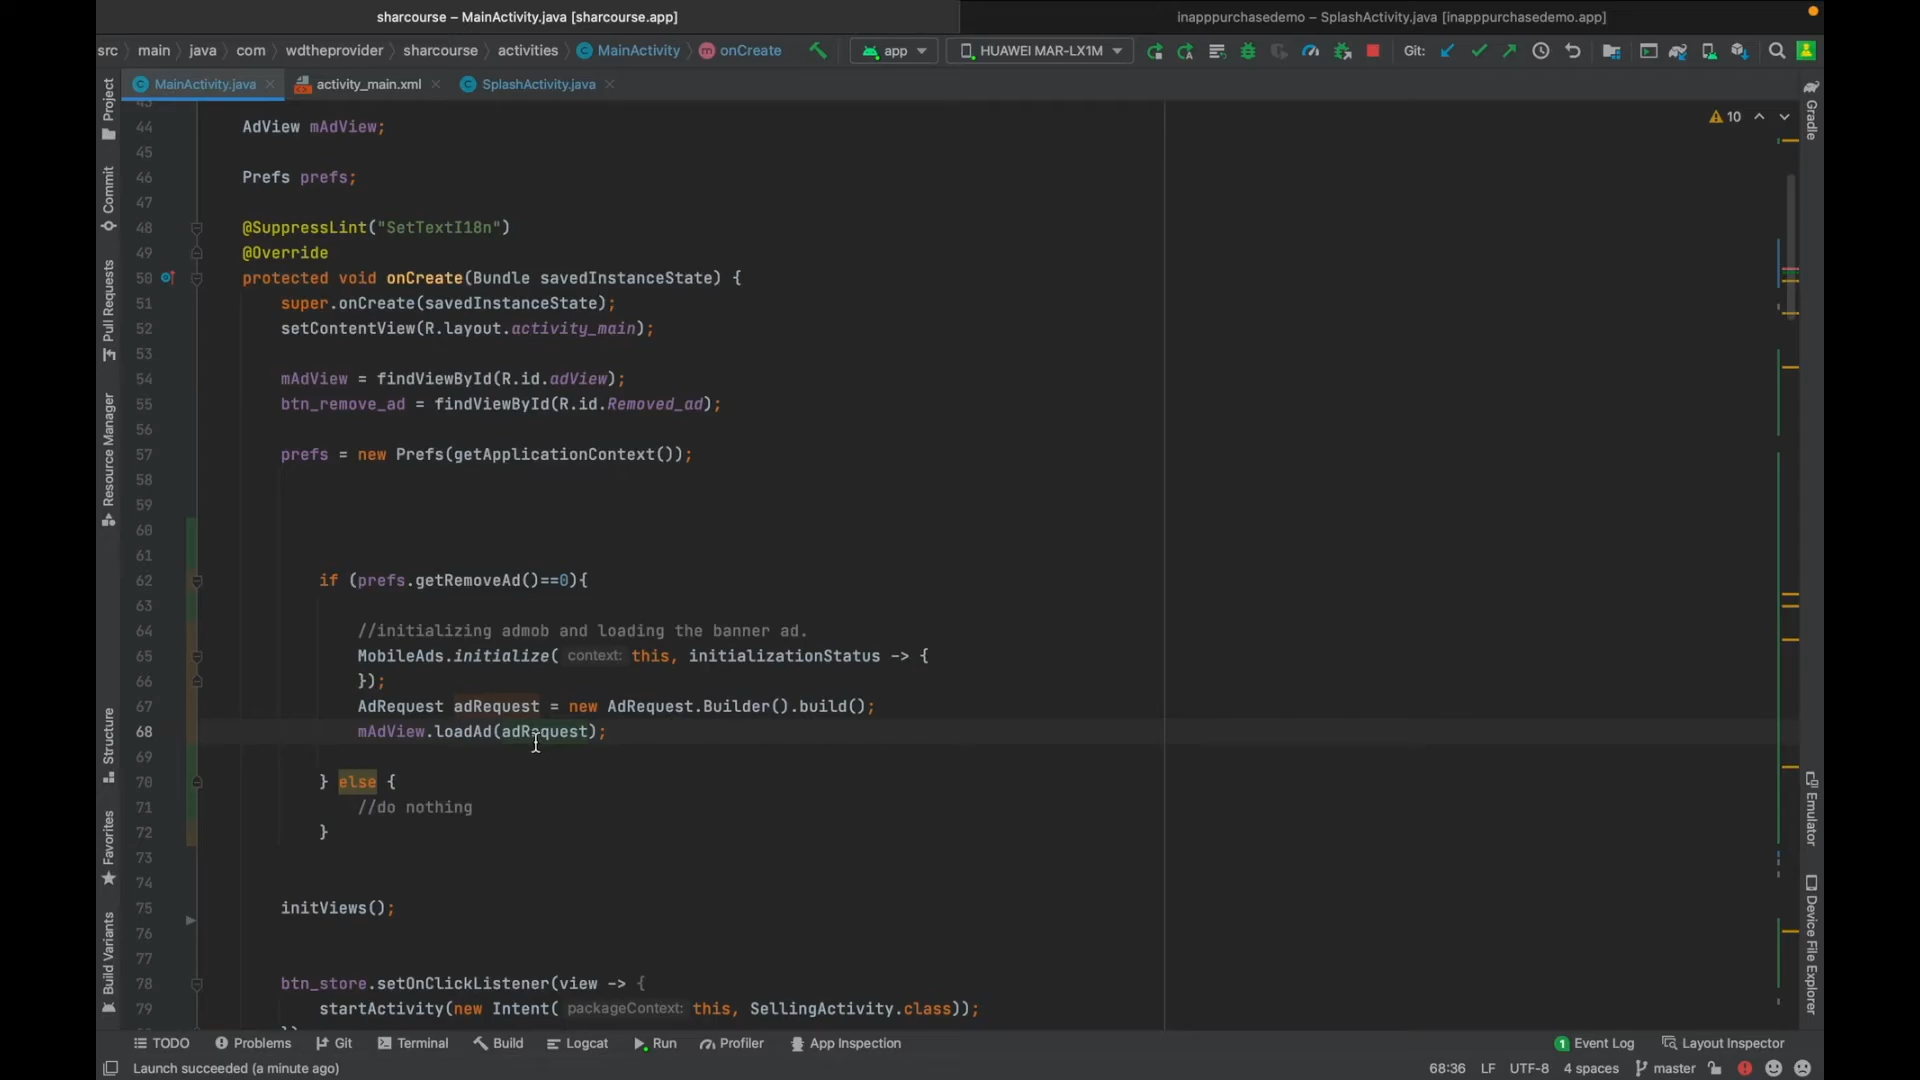 sharcourse – MainActivity.java [sharcourse.app]
inapppurchasedemo – SplashActivity.java [inapppurchasedemo.app]
src main java com wdtheprovider sharcourse activities MainActivity onCreate app HUAWEI MAR-LX1M Git:
MainActivity.java activity_main.xml SplashActivity.java
10
43
44 AdView mAdView;
45
46 Prefs prefs;
47
48 @SuppressLint("SetTextI18n")
49 @Override
50 protected void onCreate(Bundle savedInstanceState) {
51 super.onCreate(savedInstanceState);
52 setContentView(R.layout.activity_main);
53
54 mAdView = findViewById(R.id.adView);
55 btn_remove_ad = findViewById(R.id.Removed_ad);
56
57 prefs = new Prefs(getApplicationContext());
58
59
60
61
62 if (prefs.getRemoveAd()==0){
63
64 //initializing admob and loading the banner ad.
65 MobileAds.initialize( context: this, initializationStatus -> {
66 });
67 AdRequest adRequest = new AdRequest.Builder().build();
68 mAdView.loadAd(adRequest);
69
70 } else {
71 //do nothing
72 }
73
74
75 initViews();
76
77
78 btn_store.setOnClickListener(view -> {
79 startActivity(new Intent( packageContext: this, SellingActivity.class));
})
Project
Commit
Pull Requests
Resource Manager
Structure
Favorites
Build Variants
Gradle
Emulator
Device File Explorer
TODO Problems Git Terminal Build Logcat Run Profiler App Inspection 1 Event Log Layout Inspector
Launch succeeded (a minute ago) 68:36 LF UTF-8 4 spaces master